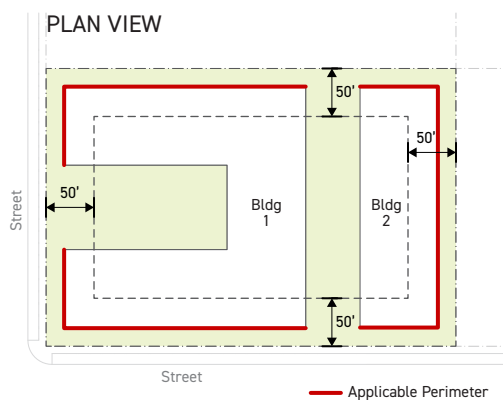 PLAN VIEW
50'
50'
50'
Bldg
1
Bldg
2
Street
50'
Street
Applicable Perimeter